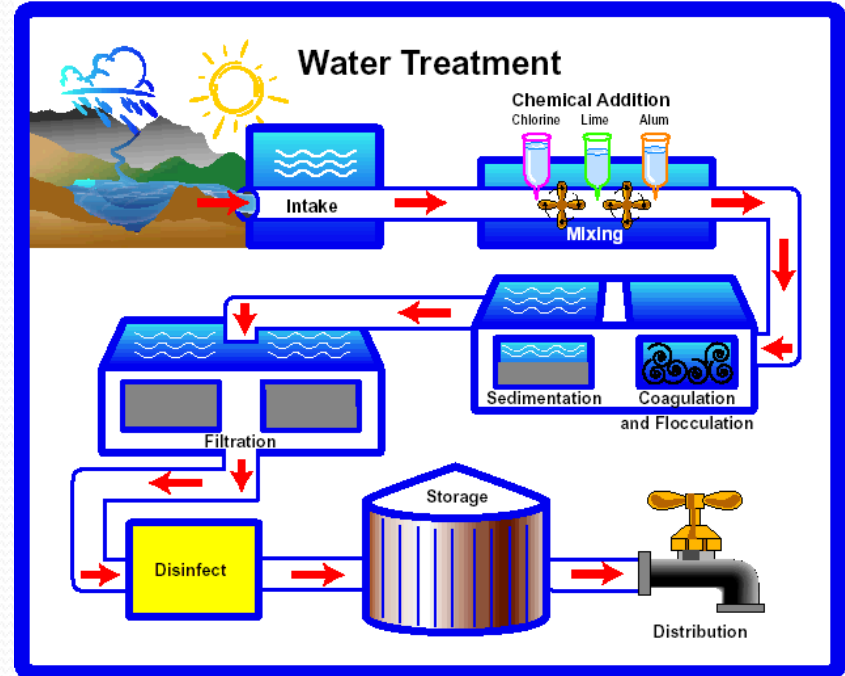 Water Treatment
Chemical Addition
Chlorine Lime Alum
Intake
Mixing
Sedimentation
Coagulation
and Flocculation
Filtration
Storage
Disinfect
Distribution